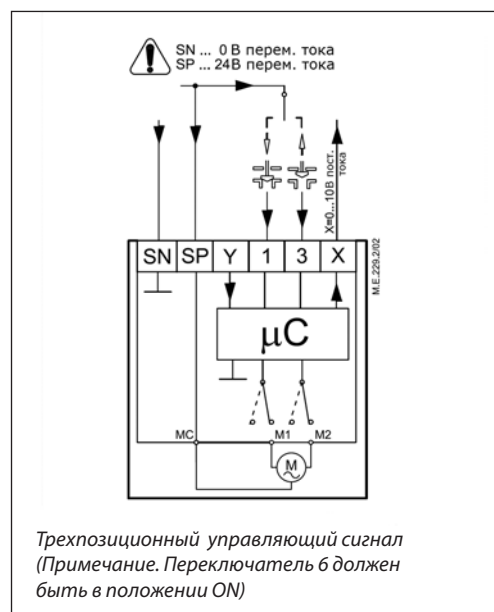 SN ... 0 В перем. тока
SP ... 24В перем. тока
X=0...10В пост. тока
SN SP Y 1 3 X
M.E.229.2/02
µC
MC M1 M2
M
Трехпозиционный управляющий сигнал
(Примечание. Переключатель 6 должен
быть в положении ON)